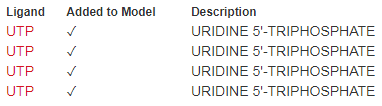 Ligand Added to Model Description
UTP ✓ URIDINE 5'-TRIPHOSPHATE
UTP ✓ URIDINE 5'-TRIPHOSPHATE
UTP ✓ URIDINE 5'-TRIPHOSPHATE
UTP ✓ URIDINE 5'-TRIPHOSPHATE